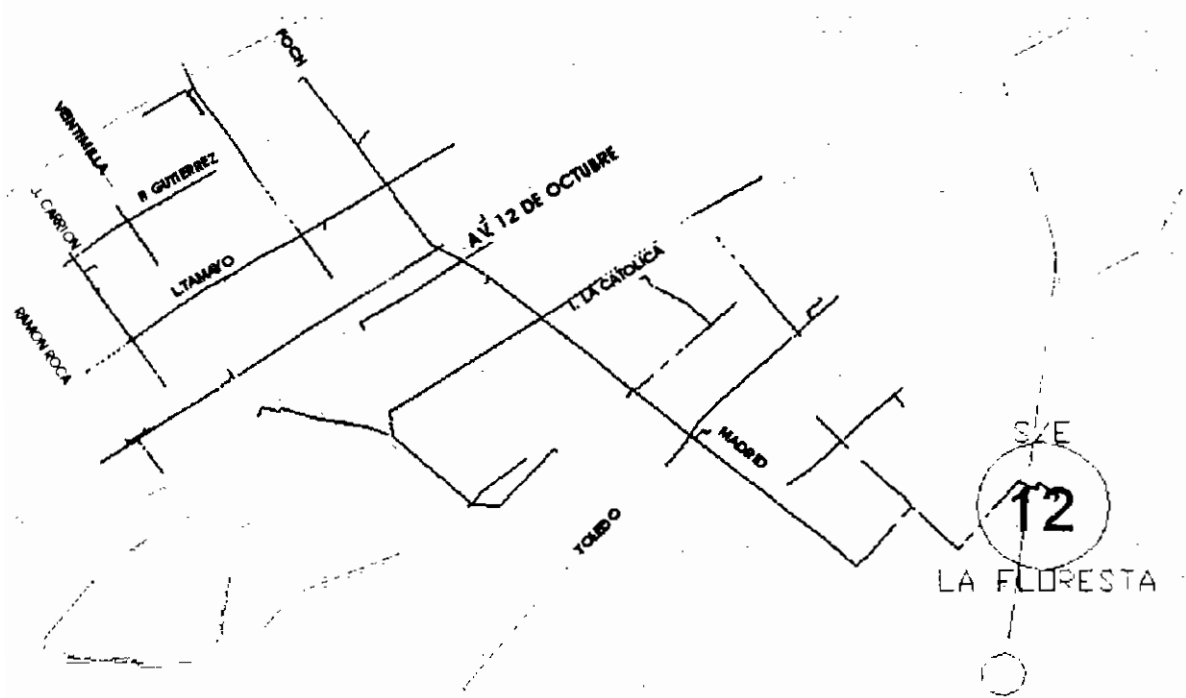 FOCH
VEINTIMILLA
R GUTIERREZ
J. CARRION
L.TAMAYO
AV. 12 DE OCTUBRE
I. LA CATOLICA
RAMON ROCA
MADRID
TOLEDO
S/E
12
LA FLORESTA